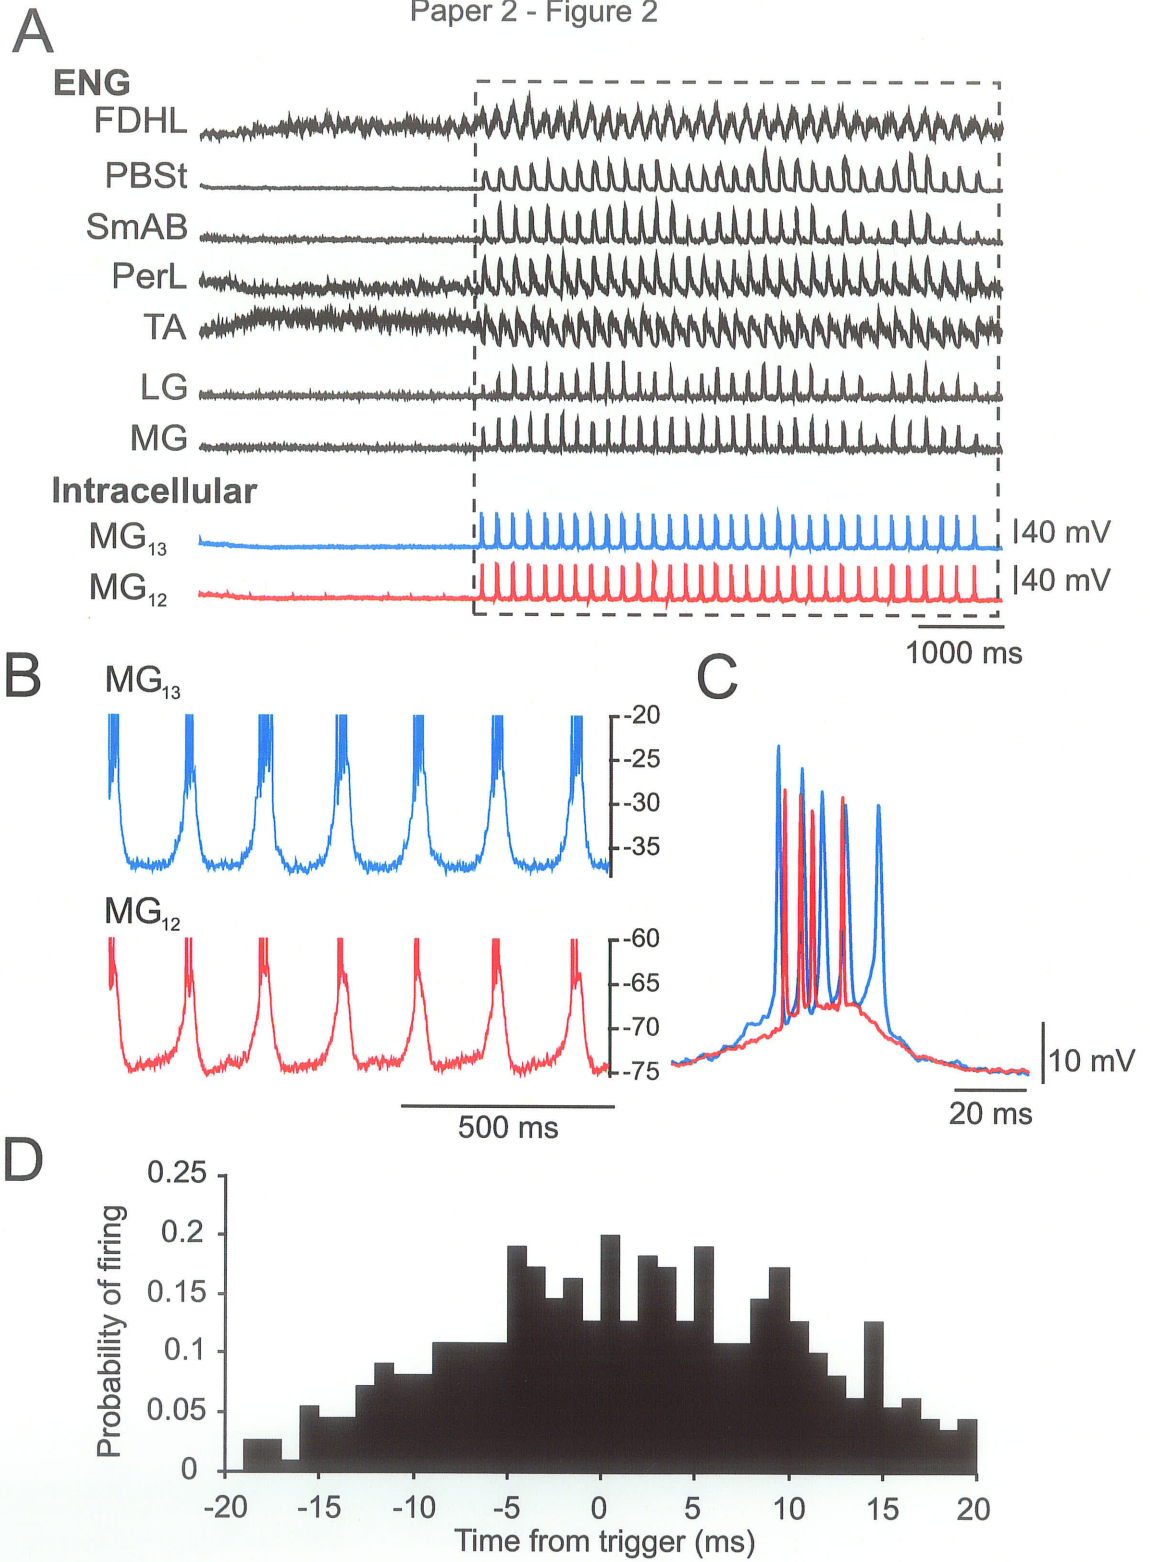 Paper 2 - Figure 2
A
ENG
FDHL
PBSt
SmAB
PerL
TA
LG
MG
Intracellular
MG13
40 mV
MG12
40 mV
1000 ms
B
MG13
-20
-25
-30
-35
MG12
-60
-65
-70
-75
500 ms
C
10 mV
20 ms
D
Probability of firing
0.25
0.2
0.15
0.1
0.05
0
-20 -15 -10 -5 0 5 10 15 20
Time from trigger (ms)